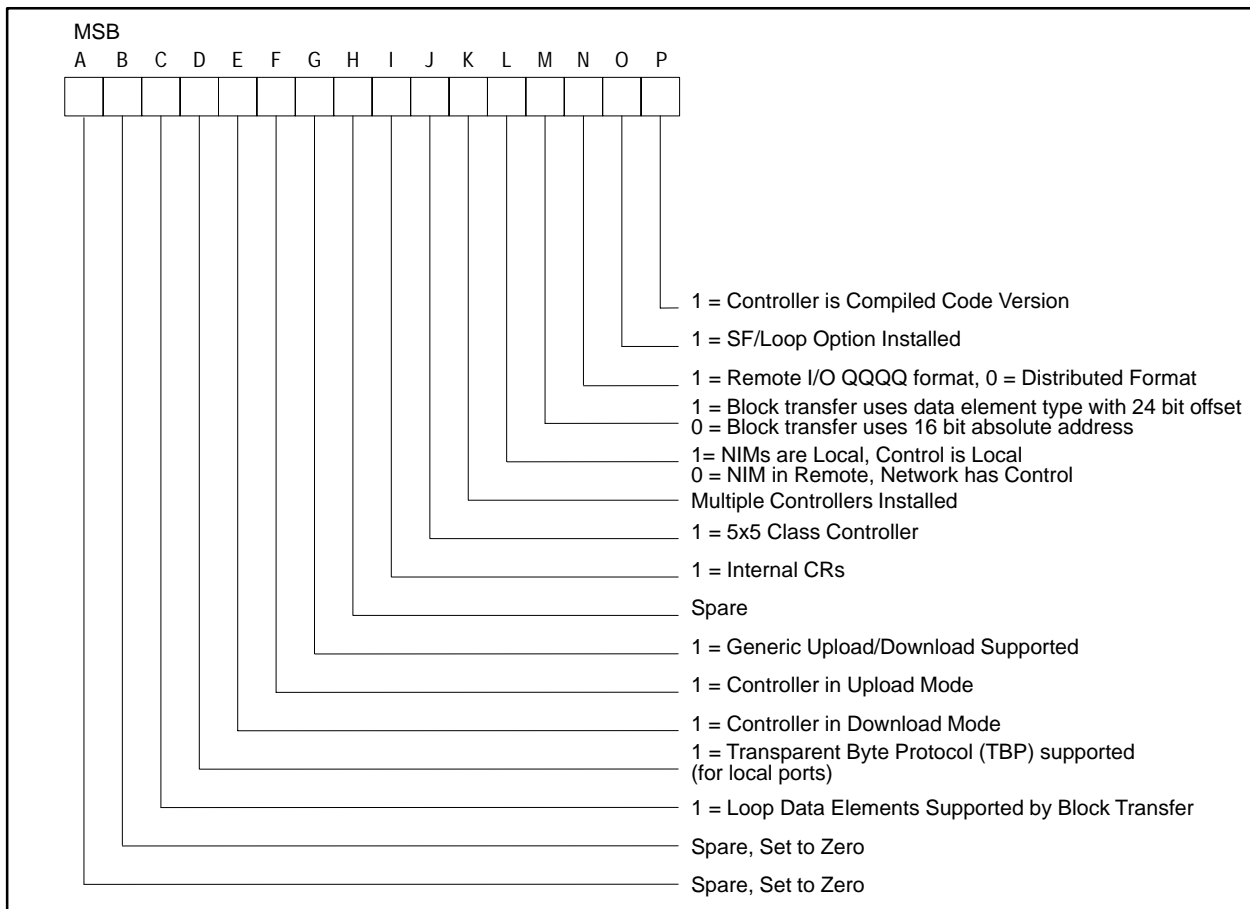 MSB
A B C D E F G H I J K L M N O P
1 = Controller is Compiled Code Version
1 = SF/Loop Option Installed
1 = Remote I/O QQQQ format, 0 = Distributed Format
1 = Block transfer uses data element type with 24 bit offset
0 = Block transfer uses 16 bit absolute address
1= NIMs are Local, Control is Local
0 = NIM in Remote, Network has Control
Multiple Controllers Installed
1 = 5x5 Class Controller
1 = Internal CRs
Spare
1 = Generic Upload/Download Supported
1 = Controller in Upload Mode
1 = Controller in Download Mode
1 = Transparent Byte Protocol (TBP) supported
(for local ports)
1 = Loop Data Elements Supported by Block Transfer
Spare, Set to Zero
Spare, Set to Zero